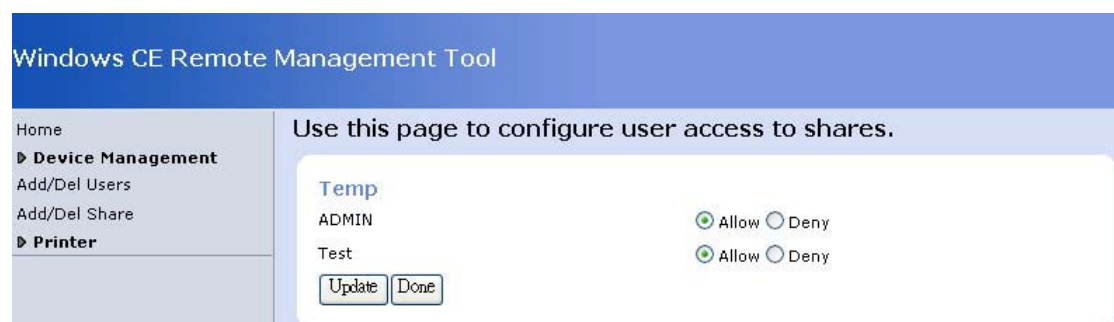 Windows CE Remote Management Tool
Home
Device Management
Add/Del Users
Add/Del Share
Printer
Use this page to configure user access to shares.
Temp
ADMIN Allow Deny
Test Allow Deny
Update Done